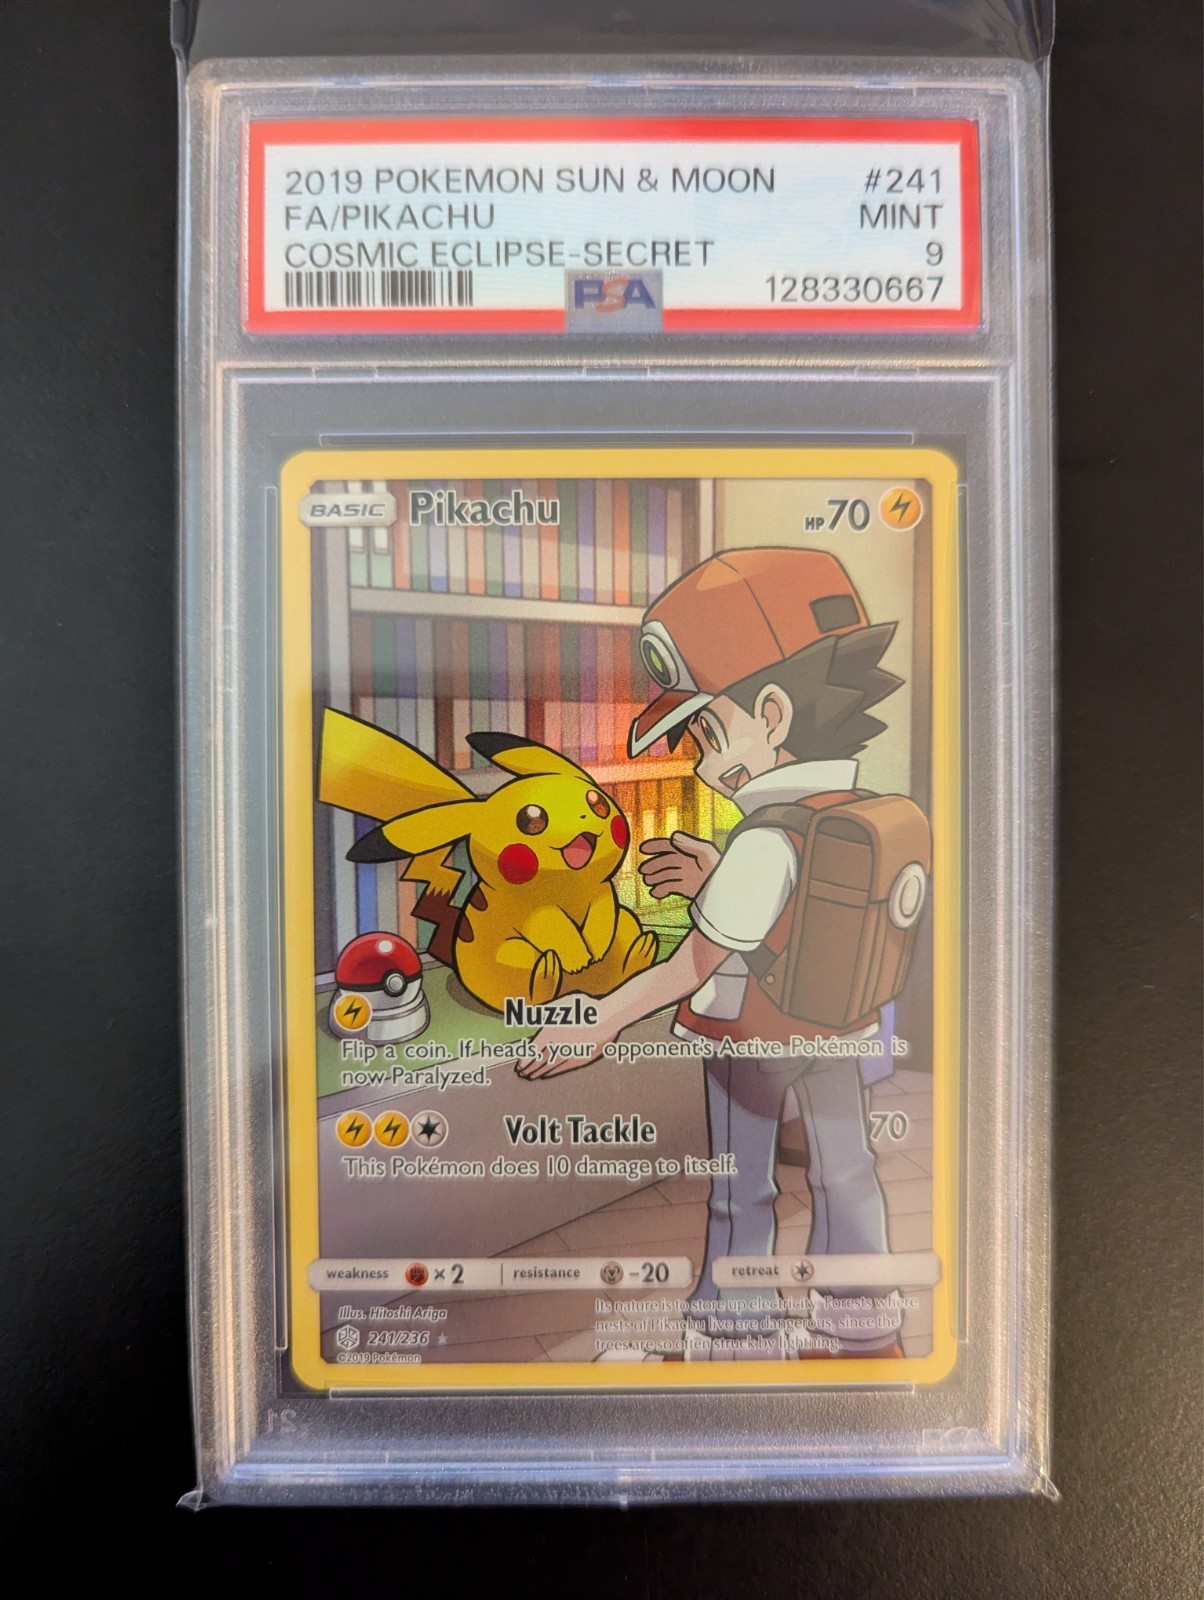 2019 POKEMON SUN & MOON #241
FA/PIKACHU MINT
COSMIC ECLIPSE-SECRET 9
PSA 128330667
BASIC Pikachu HP 70
Nuzzle
Flip a coin. If heads, your opponent's Active Pokémon is
now Paralyzed.
Volt Tackle 70
This Pokémon does 10 damage to itself.
weakness ×2 resistance -20 retreat
Illus. Hitoshi Ariga
241/236
©2019 Pokémon
Its nature is to store up electricity. Forests where
nests of Pikachu live are dangerous, since the
trees are so often struck by lightning.